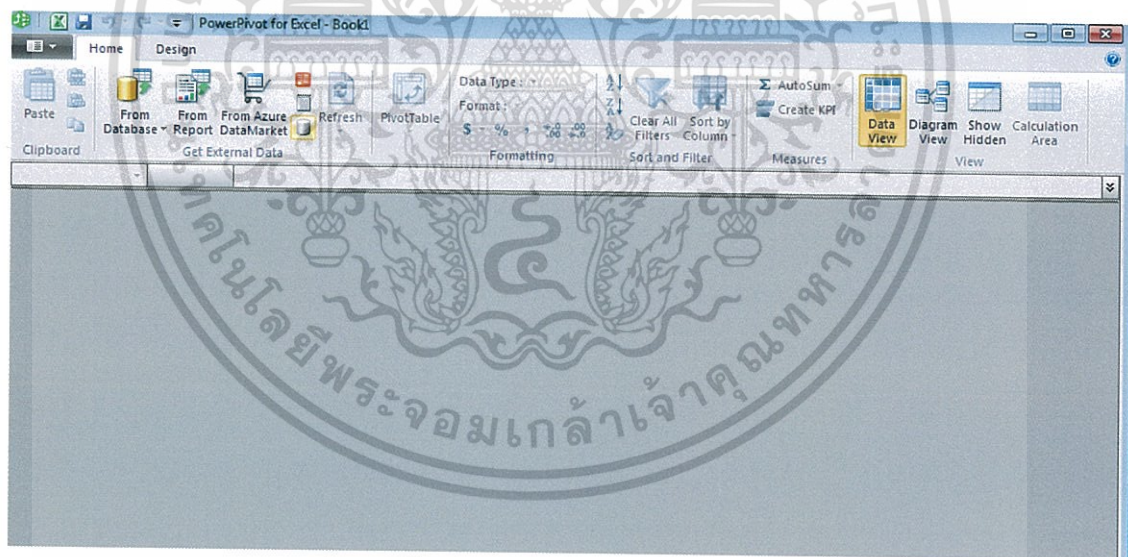 PowerPivot for Excel - Book1
Home Design
Paste
From Database
From Report
From Azure DataMarket
Refresh
PivotTable
Data Type :
Format :
$ % ,
Clear All Filters
Sort by Column
AutoSum
Create KPI
Data View
Diagram View
Show Hidden
Calculation Area
Clipboard
Get External Data
Formatting
Sort and Filter
Measures
View
คโนโลยีพระจอมเกล้าเจ้าคุณทหารลา